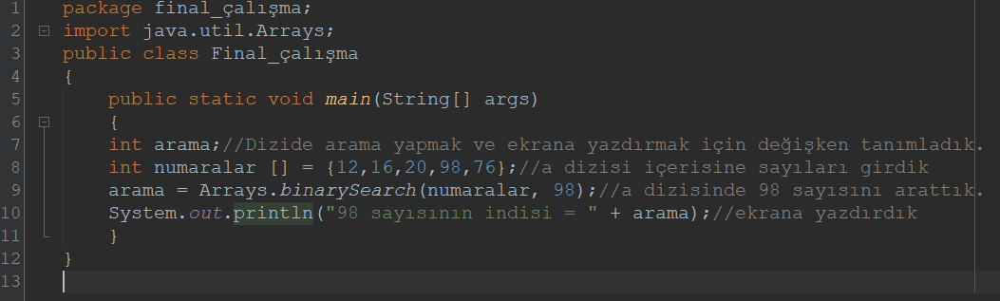 1 package final_çalışma;
2 import java.util.Arrays;
3 public class Final_çalışma
4 {
5 public static void main(String[] args)
6 {
7 int arama;//Dizide arama yapmak ve ekrana yazdırmak için değişken tanımladık.
8 int numaralar [] = {12,16,20,98,76};//a dizisi içerisine sayıları girdik
9 arama = Arrays.binarySearch(numaralar, 98);//a dizisinde 98 sayısını arattık.
10 System.out.println("98 sayısının indisi = " + arama);//ekrana yazdırdık
11 }
12 }
13